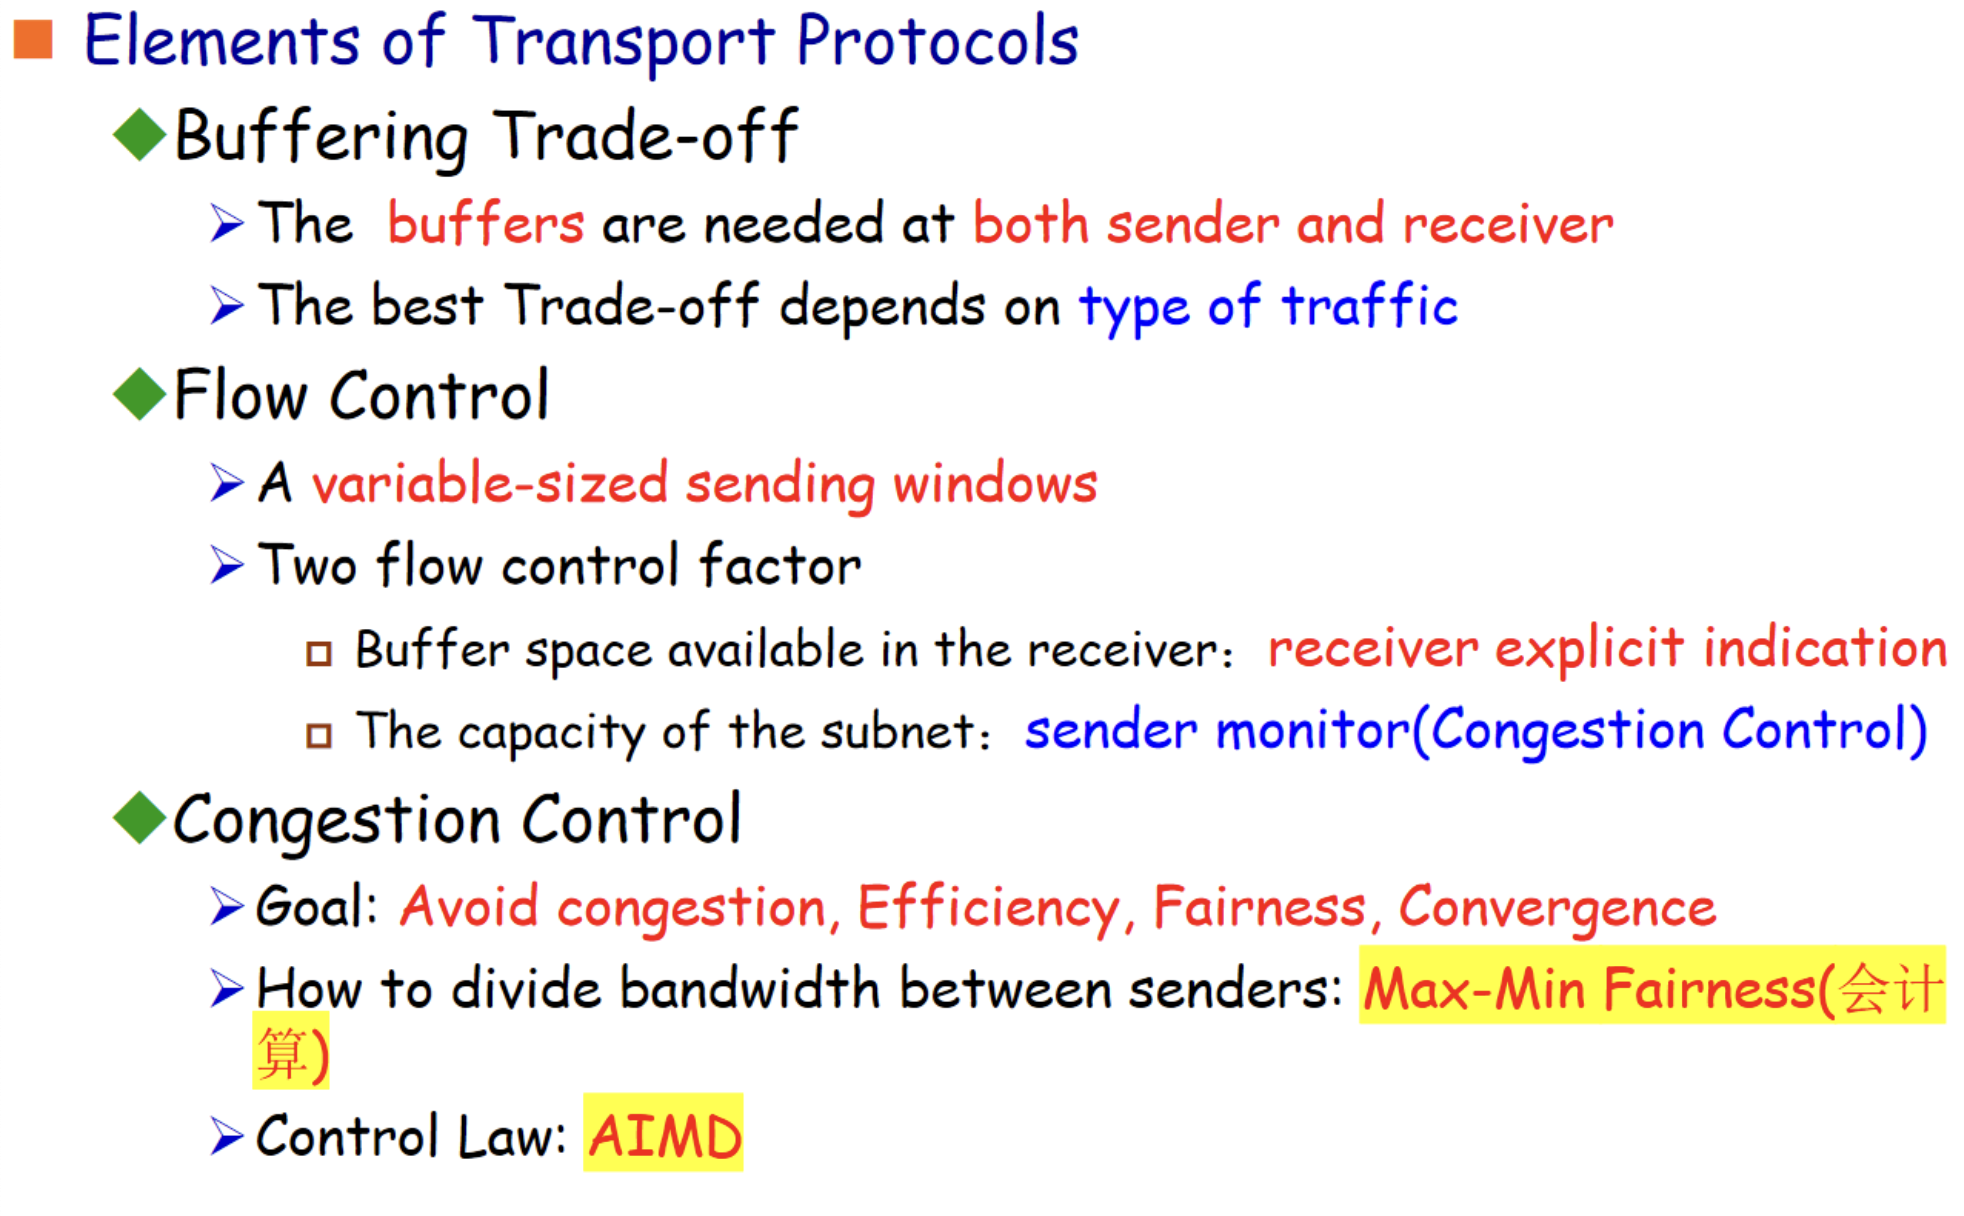 Elements of Transport Protocols
Buffering Trade-off
The buffers are needed at both sender and receiver
The best Trade-off depends on type of traffic
Flow Control
A variable-sized sending windows
Two flow control factor
Buffer space available in the receiver：receiver explicit indication
The capacity of the subnet：sender monitor(Congestion Control)
Congestion Control
Goal: Avoid congestion, Efficiency, Fairness, Convergence
How to divide bandwidth between senders: Max-Min Fairness(会计
算)
Control Law: AIMD